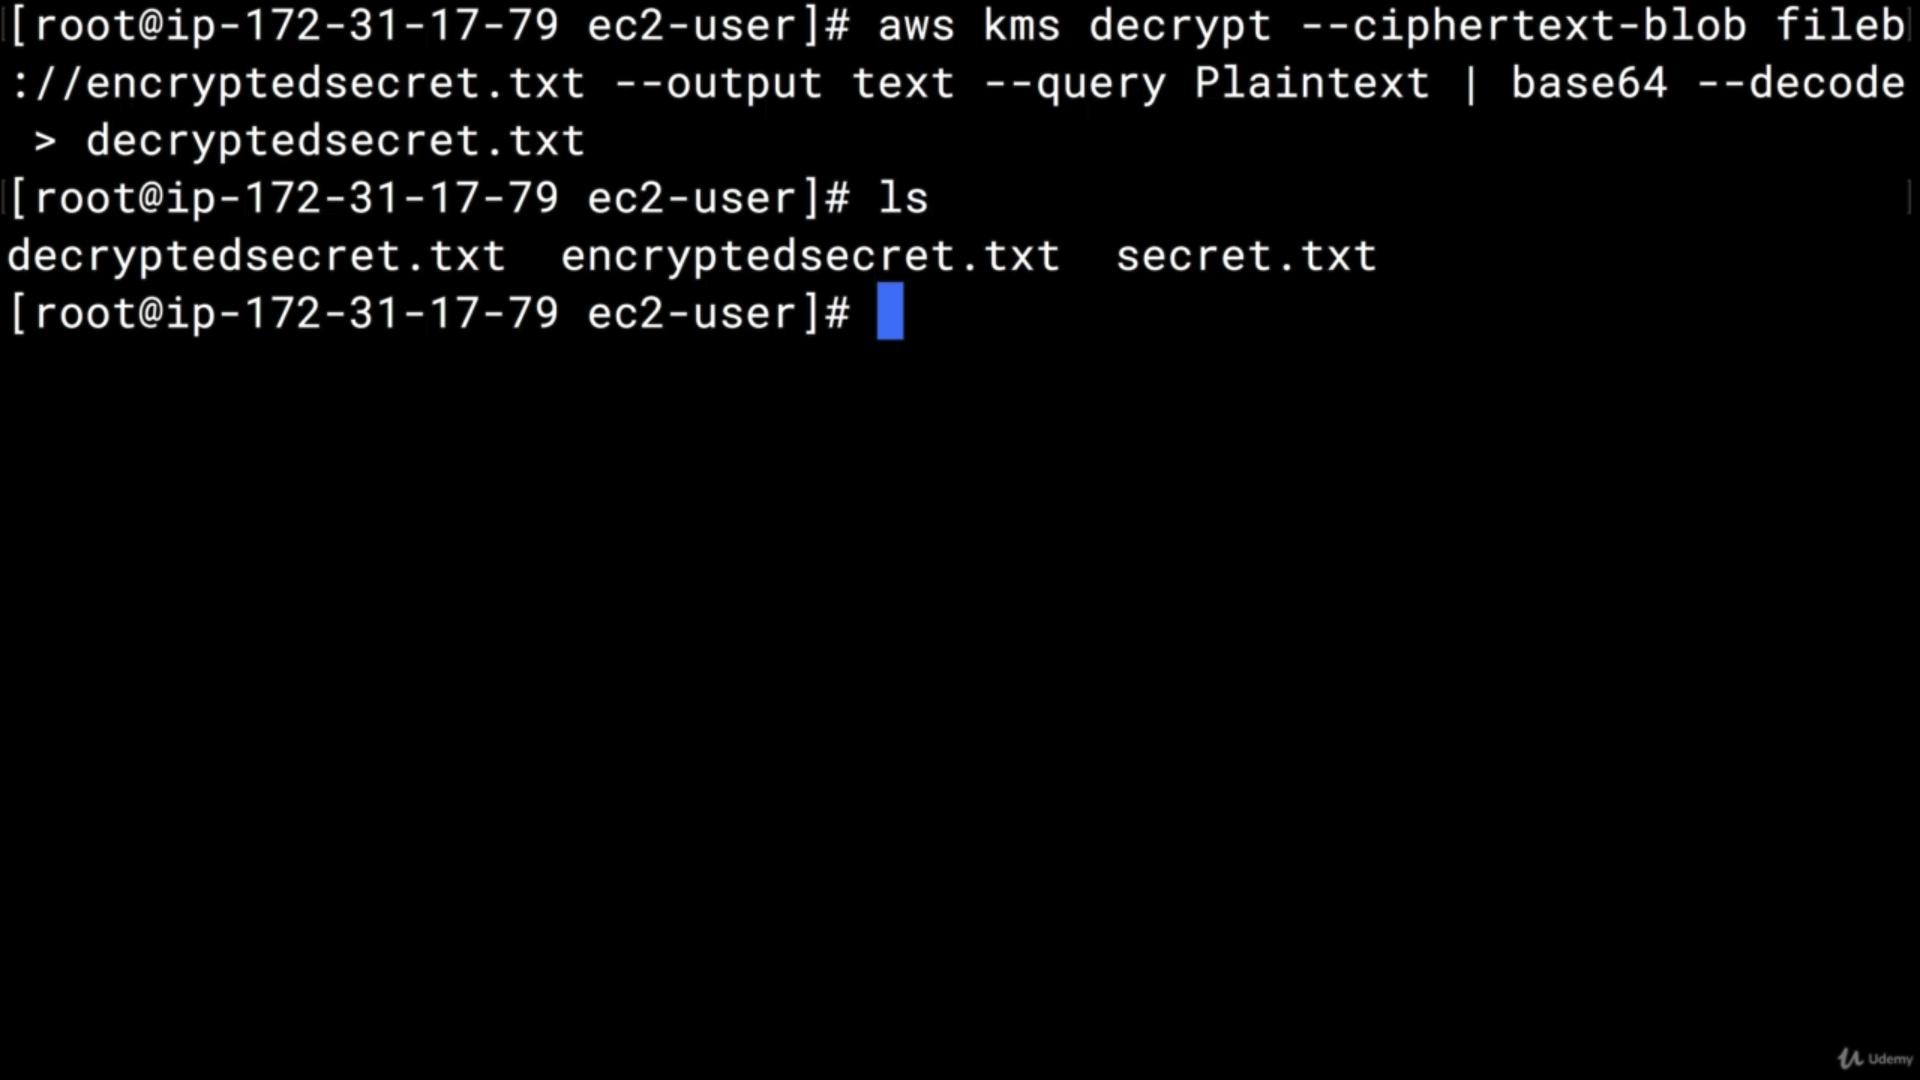 [root@ip-172-31-17-79 ec2-user]# aws kms decrypt --ciphertext-blob fileb
://encryptedsecret.txt --output text --query Plaintext | base64 --decode
 > decryptedsecret.txt
[root@ip-172-31-17-79 ec2-user]# ls
decryptedsecret.txt  encryptedsecret.txt  secret.txt
[root@ip-172-31-17-79 ec2-user]#
Udemy